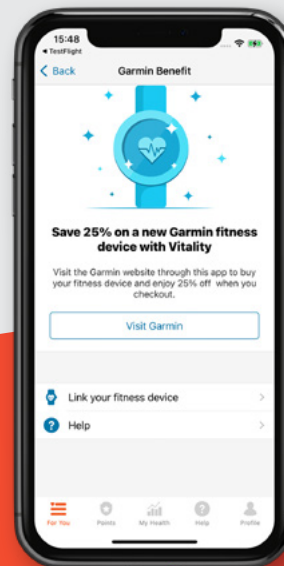 15:48
◀ TestFlight
Back
Garmin Benefit
Save 25% on a new Garmin fitness
device with Vitality
Visit the Garmin website through this app to buy
your fitness device and enjoy 25% off when you
checkout.
Visit Garmin
Link your fitness device
? Help
For You
Points
My Health
Help
Profile